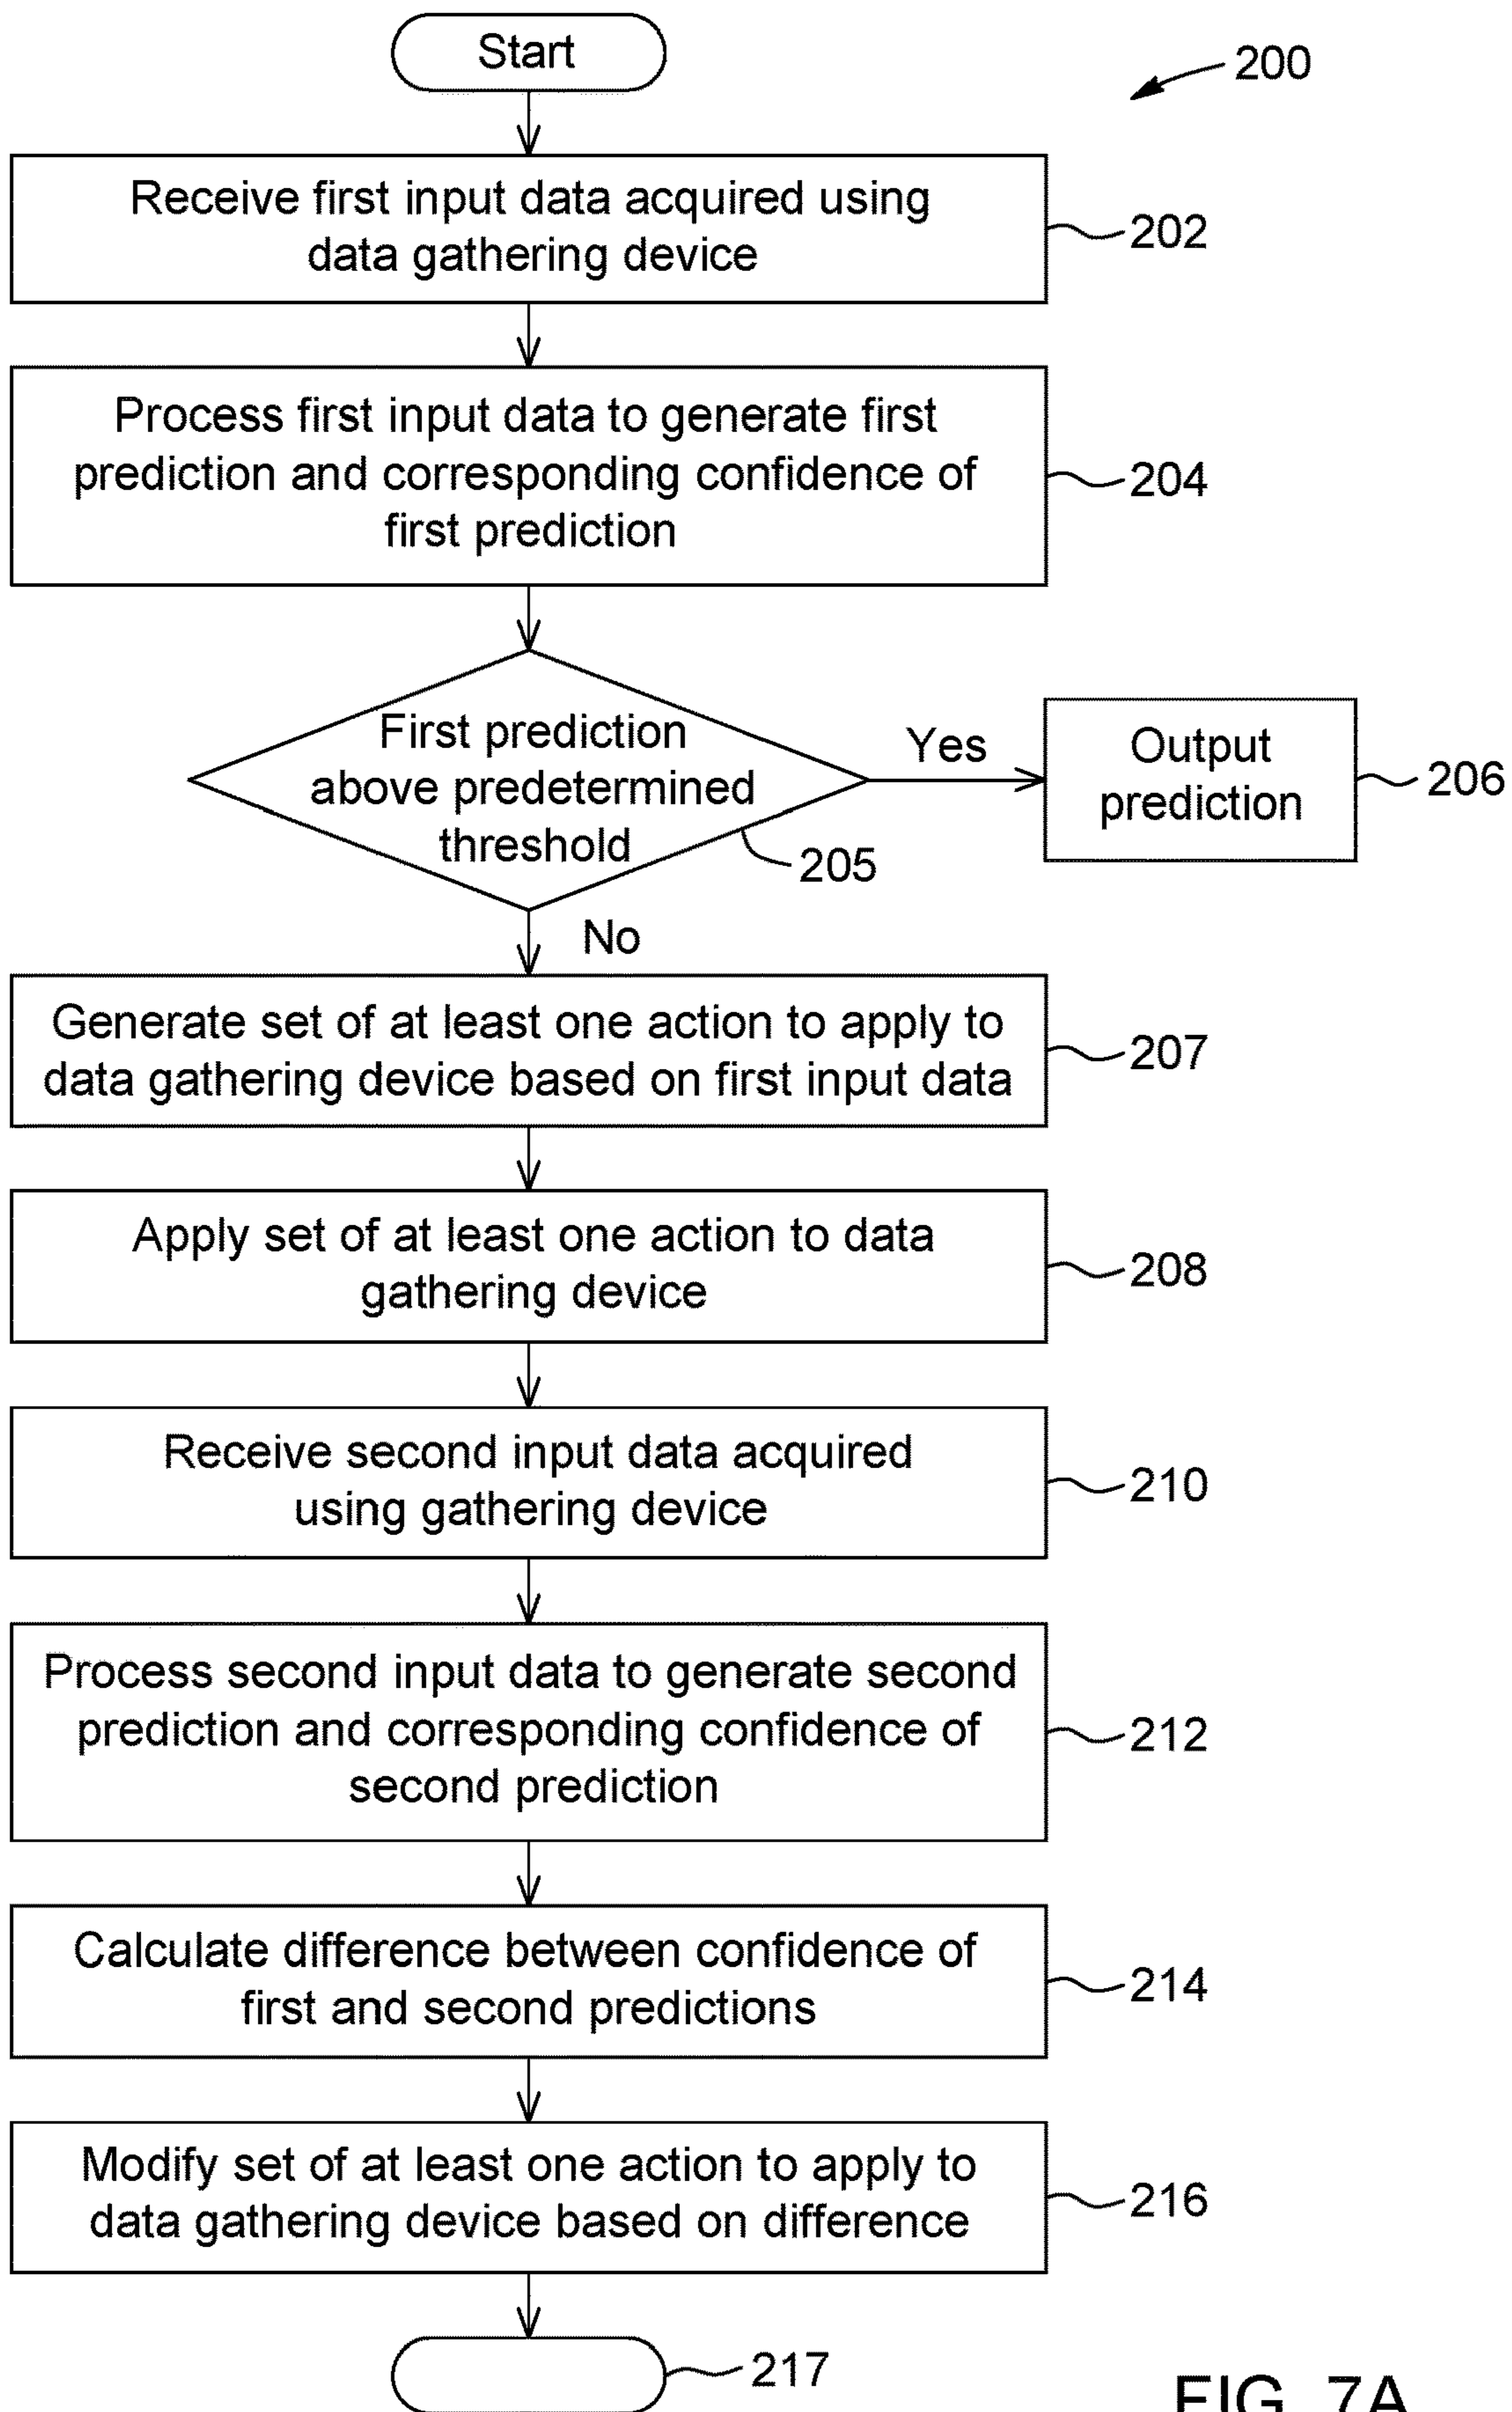 Start
200
Receive first input data acquired using
data gathering device
202
Process first input data to generate first
prediction and corresponding confidence of
first prediction
204
First prediction
above predetermined
threshold
205
Yes
Output
prediction
206
No
Generate set of at least one action to apply to
data gathering device based on first input data
207
Apply set of at least one action to data
gathering device
208
Receive second input data acquired
using gathering device
210
Process second input data to generate second
prediction and corresponding confidence of
second prediction
212
Calculate difference between confidence of
first and second predictions
214
Modify set of at least one action to apply to
data gathering device based on difference
216
217
FIG. 7A